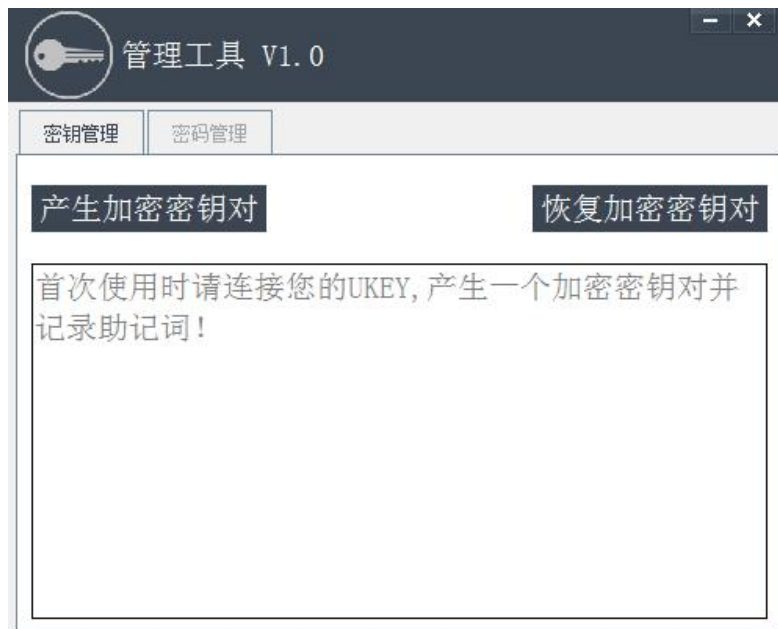 管理工具 V1.0
密钥管理 密码管理
产生加密密钥对 恢复加密密钥对
首次使用时请连接您的UKEY,产生一个加密密钥对并
记录助记词!